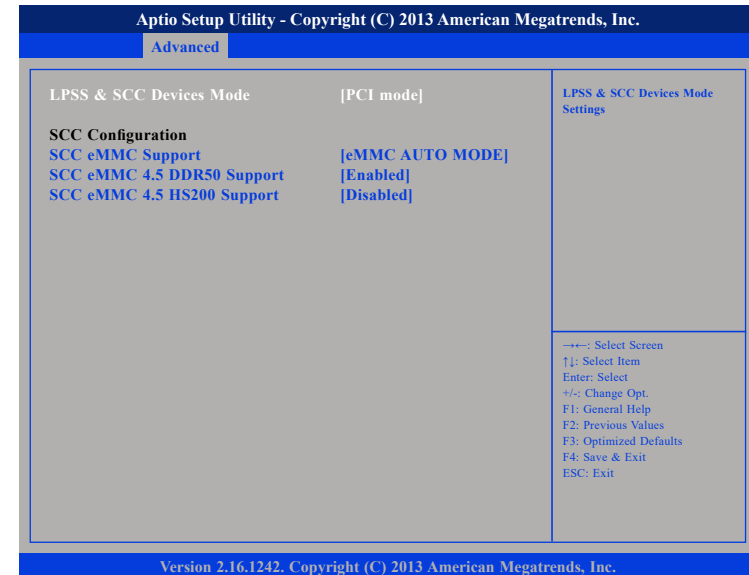 Aptio Setup Utility - Copyright (C) 2013 American Megatrends, Inc.
Advanced
LPSS & SCC Devices Mode [PCI mode]
SCC Configuration
SCC eMMC Support [eMMC AUTO MODE]
SCC eMMC 4.5 DDR50 Support [Enabled]
SCC eMMC 4.5 HS200 Support [Disabled]
LPSS & SCC Devices Mode
Settings
→←: Select Screen
↑↓: Select Item
Enter: Select
+/-: Change Opt.
F1: General Help
F2: Previous Values
F3: Optimized Defaults
F4: Save & Exit
ESC: Exit
Version 2.16.1242. Copyright (C) 2013 American Megatrends, Inc.